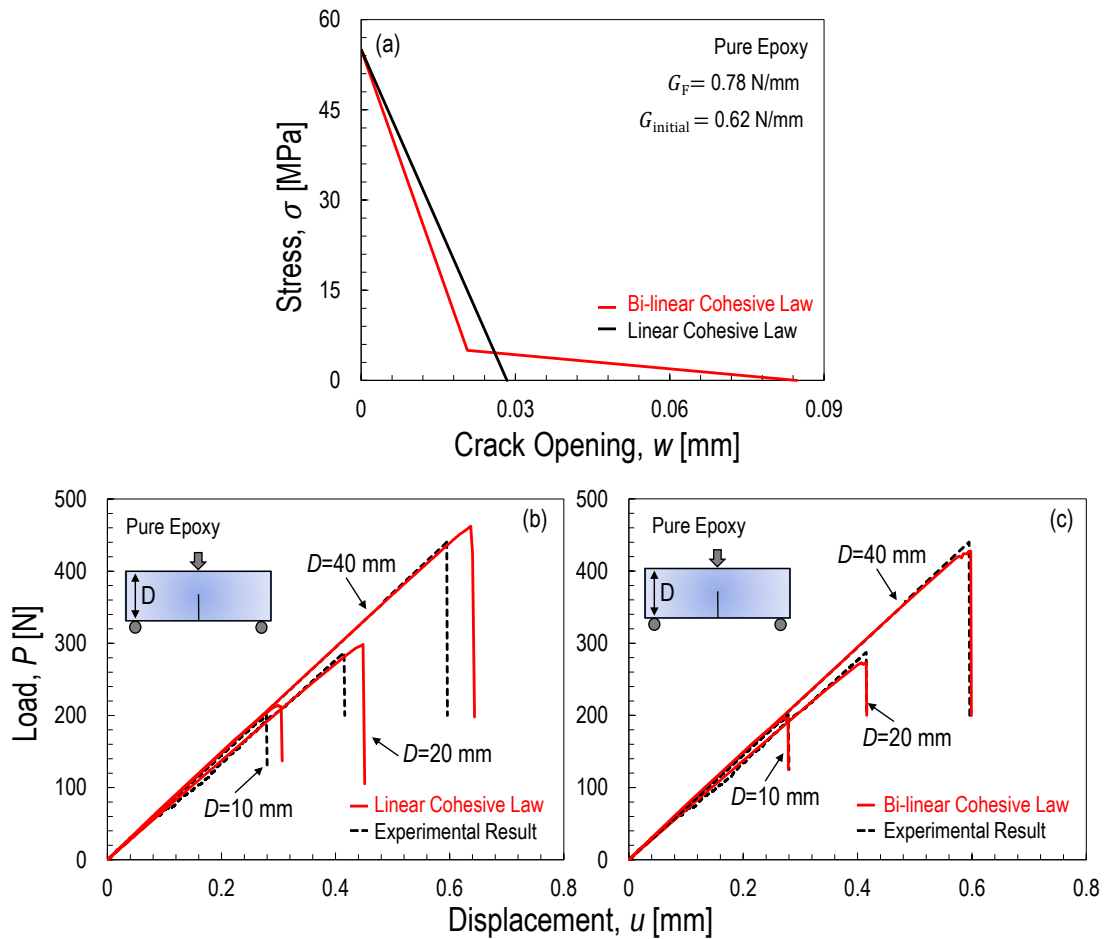 (a)
Pure Epoxy
G_F= 0.78 N/mm
G_initial = 0.62 N/mm
60
45
30
15
0
Stress, σ [MPa]
Bi-linear Cohesive Law
Linear Cohesive Law
0
0.03
0.06
0.09
Crack Opening, w [mm]
(b)
Pure Epoxy
D
D=40 mm
D=20 mm
D=10 mm
500
400
300
200
100
0
Load, P [N]
Linear Cohesive Law
Experimental Result
0
0.2
0.4
0.6
0.8
(c)
Pure Epoxy
D
D=40 mm
D=20 mm
D=10 mm
500
400
300
200
100
0
Bi-linear Cohesive Law
Experimental Result
0
0.2
0.4
0.6
0.8
Displacement, u [mm]